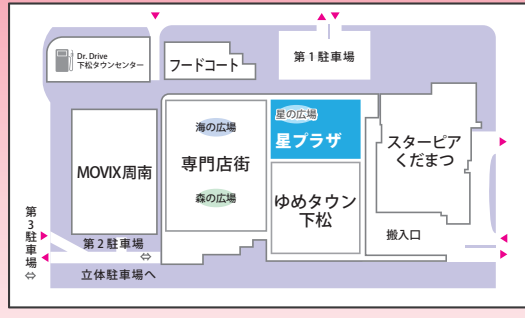 Dr. Drive
下松タウンセンター
フードコート
第1駐車場
星の広場
星プラザ
海の広場
専門店街
森の広場
スターピア
くだまつ
MOVIX周南
ゆめタウン
下松
搬入口
第2駐車場
⇔
立体駐車場へ
第3駐車場
⇔